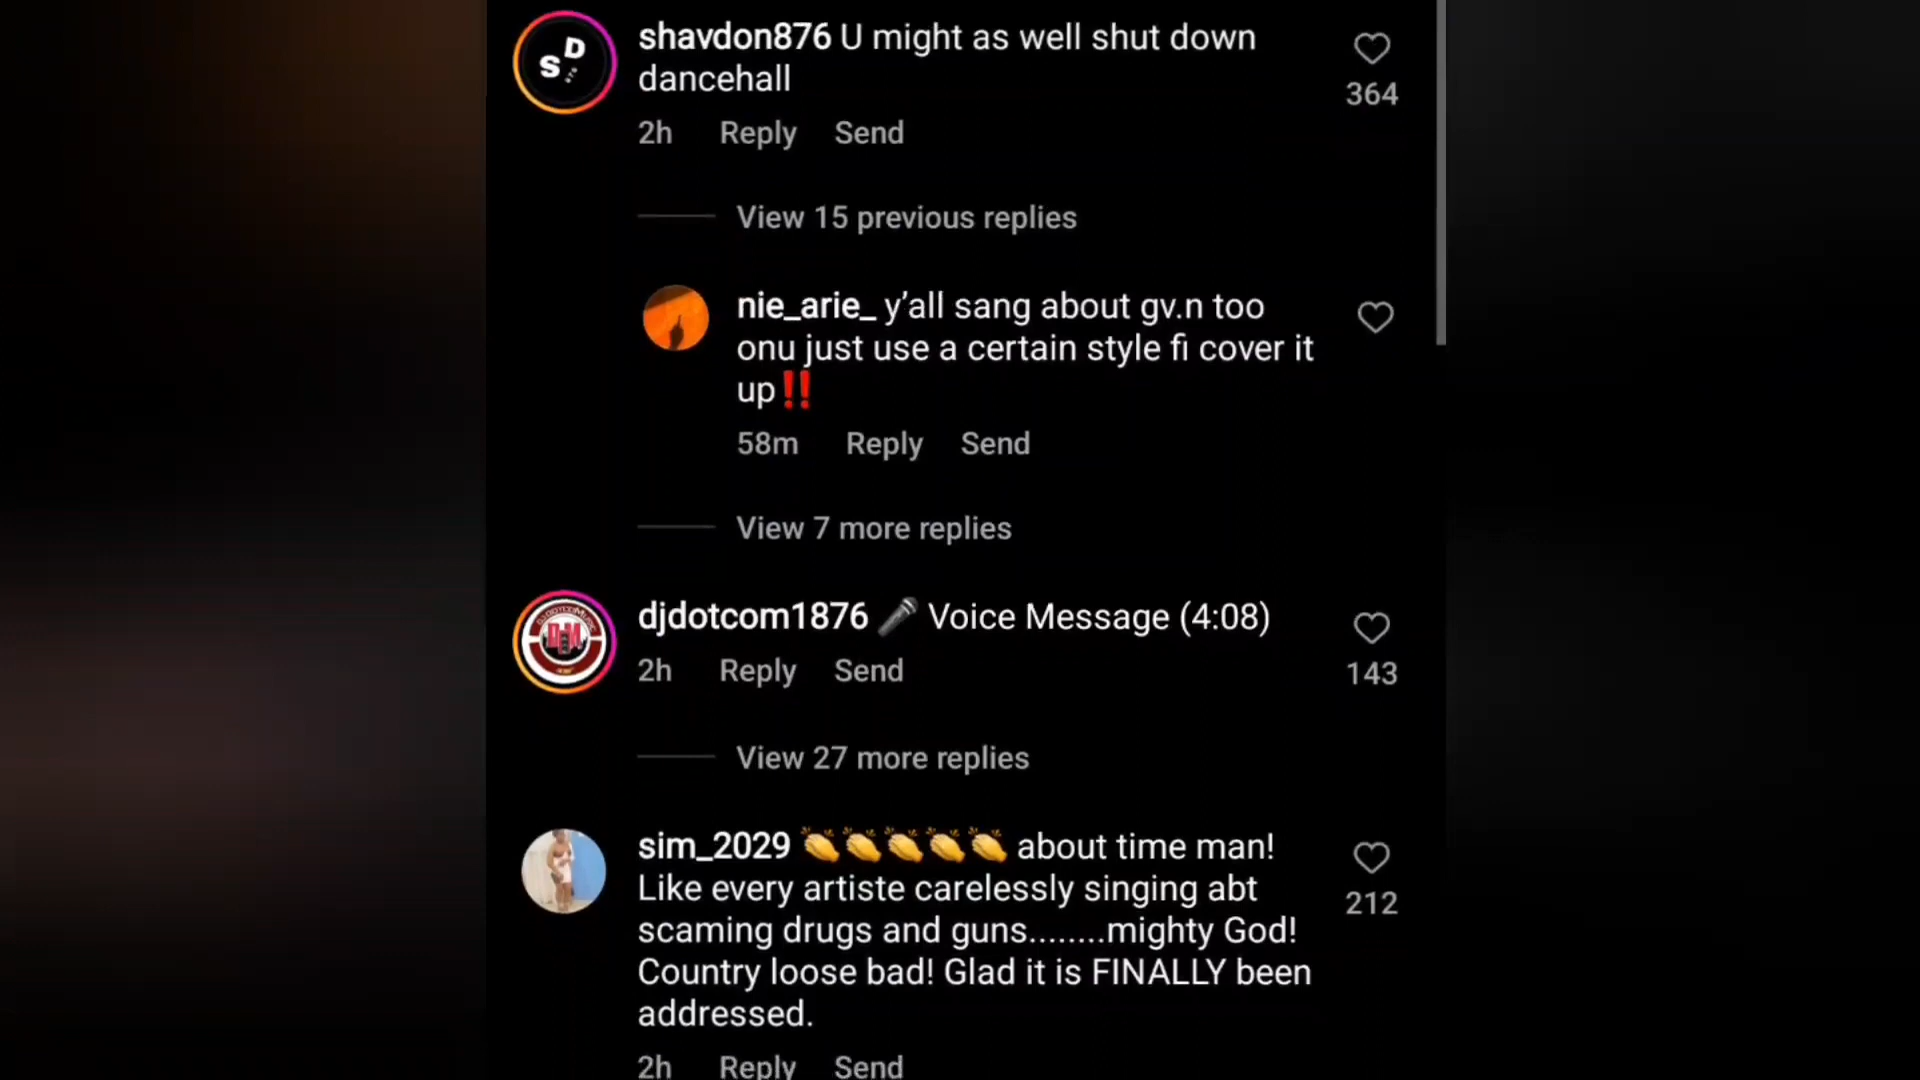 shavdon876 U might as well shut down
dancehall
364
2h Reply Send
View 15 previous replies
nie_arie_ y’all sang about gv.n too
onu just use a certain style fi cover it
up‼️
58m Reply Send
View 7 more replies
djdotcom1876 🎤 Voice Message (4:08)
2h Reply Send
143
View 27 more replies
sim_2029 👏👏👏👏👏 about time man!
Like every artiste carelessly singing abt
212
scaming drugs and guns........mighty God!
Country loose bad! Glad it is FINALLY been
addressed.
2h Reply Send